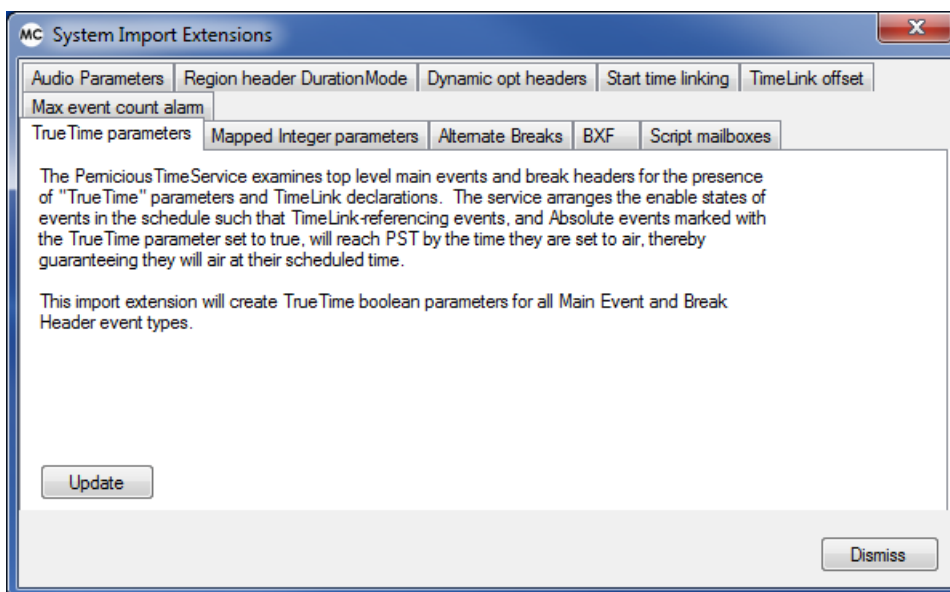 MC System Import Extensions
Audio Parameters Region header DurationMode Dynamic opt headers Start time linking TimeLink offset
Max event count alarm
TrueTime parameters Mapped Integer parameters Alternate Breaks BXF Script mailboxes
The PerniciousTimeService examines top level main events and break headers for the presence
of "TrueTime" parameters and TimeLink declarations. The service arranges the enable states of
events in the schedule such that TimeLink-referencing events, and Absolute events marked with
the TrueTime parameter set to true, will reach PST by the time they are set to air, thereby
guaranteeing they will air at their scheduled time.
This import extension will create TrueTime boolean parameters for all Main Event and Break
Header event types.
Update
Dismiss